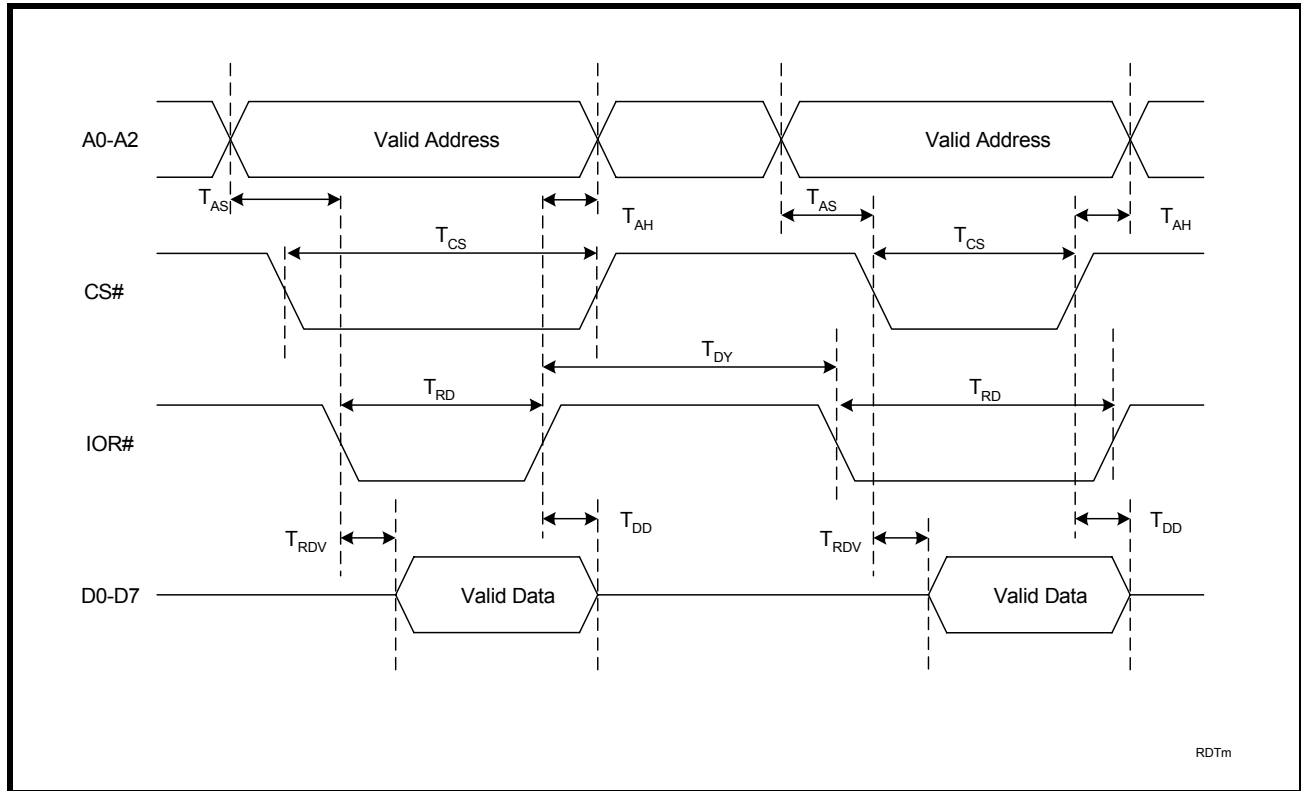 A0-A2
Valid Address
Valid Address
TAS
TAH
TAS
TAH
TCS
TCS
CS#
TDY
TRD
TRD
IOR#
TRDV
TDD
TRDV
TDD
D0-D7
Valid Data
Valid Data
RDTm